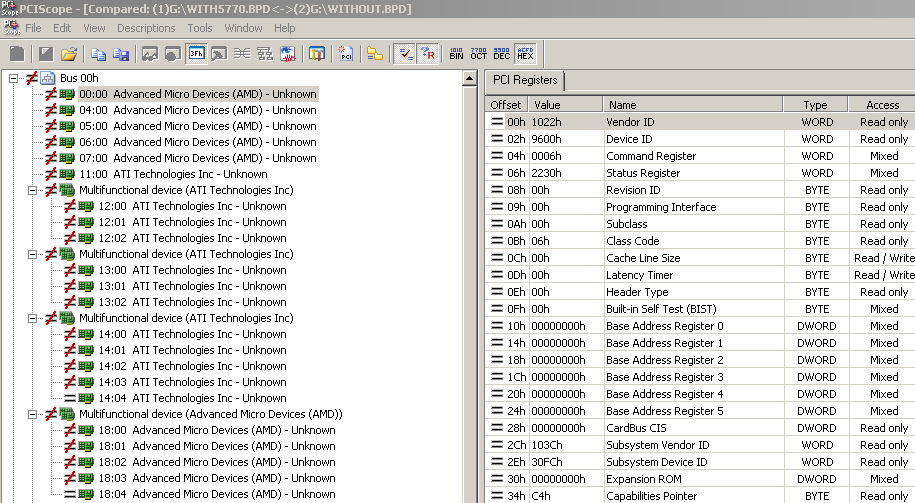 PCIScope - [Compared: (1)G:\WITH5770.BPD<->(2)G:\WITHOUT.BPD]
File Edit View Descriptions Tools Window Help
3Fh PCI ?R 1010 BIN 7700 OCT 9900 DEC ACFD HEX
Bus 00h
00:00 Advanced Micro Devices (AMD) - Unknown
04:00 Advanced Micro Devices (AMD) - Unknown
05:00 Advanced Micro Devices (AMD) - Unknown
06:00 Advanced Micro Devices (AMD) - Unknown
07:00 Advanced Micro Devices (AMD) - Unknown
11:00 ATI Technologies Inc - Unknown
Multifunctional device (ATI Technologies Inc)
12:00 ATI Technologies Inc - Unknown
12:01 ATI Technologies Inc - Unknown
12:02 ATI Technologies Inc - Unknown
Multifunctional device (ATI Technologies Inc)
13:00 ATI Technologies Inc - Unknown
13:01 ATI Technologies Inc - Unknown
13:02 ATI Technologies Inc - Unknown
Multifunctional device (ATI Technologies Inc)
14:00 ATI Technologies Inc - Unknown
14:01 ATI Technologies Inc - Unknown
14:02 ATI Technologies Inc - Unknown
14:03 ATI Technologies Inc - Unknown
14:04 ATI Technologies Inc - Unknown
Multifunctional device (Advanced Micro Devices (AMD))
18:00 Advanced Micro Devices (AMD) - Unknown
18:01 Advanced Micro Devices (AMD) - Unknown
18:02 Advanced Micro Devices (AMD) - Unknown
18:03 Advanced Micro Devices (AMD) - Unknown
18:04 Advanced Micro Devices (AMD) - Unknown
PCI Registers
Offset Value Name Type Access
00h 1022h Vendor ID WORD Read only
02h 9600h Device ID WORD Read only
04h 0006h Command Register WORD Mixed
06h 2230h Status Register WORD Mixed
08h 00h Revision ID BYTE Read only
09h 00h Programming Interface BYTE Read only
0Ah 00h Subclass BYTE Read only
0Bh 06h Class Code BYTE Read only
0Ch 00h Cache Line Size BYTE Read / Write
0Dh 00h Latency Timer BYTE Read / Write
0Eh 00h Header Type BYTE Read only
0Fh 00h Built-in Self Test (BIST) BYTE Mixed
10h 00000000h Base Address Register 0 DWORD Mixed
14h 00000000h Base Address Register 1 DWORD Mixed
18h 00000000h Base Address Register 2 DWORD Mixed
1Ch 00000000h Base Address Register 3 DWORD Mixed
20h 00000000h Base Address Register 4 DWORD Mixed
24h 00000000h Base Address Register 5 DWORD Mixed
28h 00000000h CardBus CIS DWORD Read only
2Ch 103Ch Subsystem Vendor ID WORD Read only
2Eh 30FCh Subsystem Device ID WORD Read only
30h 00000000h Expansion ROM DWORD Mixed
34h C4h Capabilities Pointer BYTE Read only